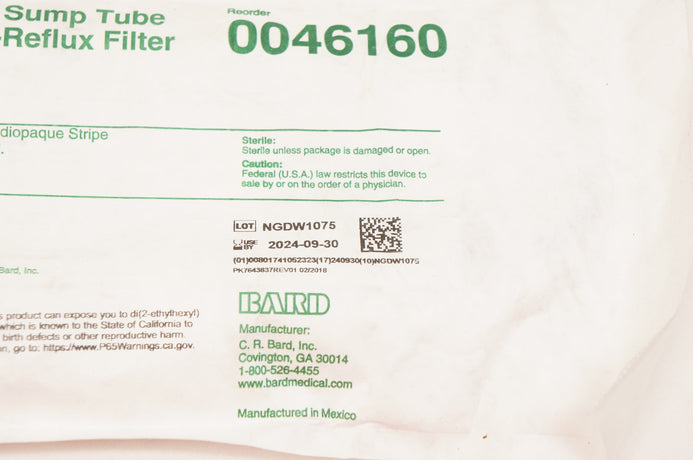 Sump Tube
-Reflux Filter
Reorder
0046160
diopaque Stripe
Sterile:
Sterile unless package is damaged or open.
Caution:
Federal (U.S.A.) law restricts this device to
sale by or on the order of a physician.
LOT NGDW1075
USE BY 2024-09-30
(01)00801741052323(17)240930(10)NGDW1075
PK7643637REV01 02/2018
Bard, Inc.
s product can expose you to di(2-ethylhexyl)
which is known to the State of California to
birth defects or other reproductive harm.
n, go to: https://www.P65Warnings.ca.gov.
BARD
Manufacturer:
C. R. Bard, Inc.
Covington, GA 30014
1-800-526-4455
www.bardmedical.com
Manufactured in Mexico